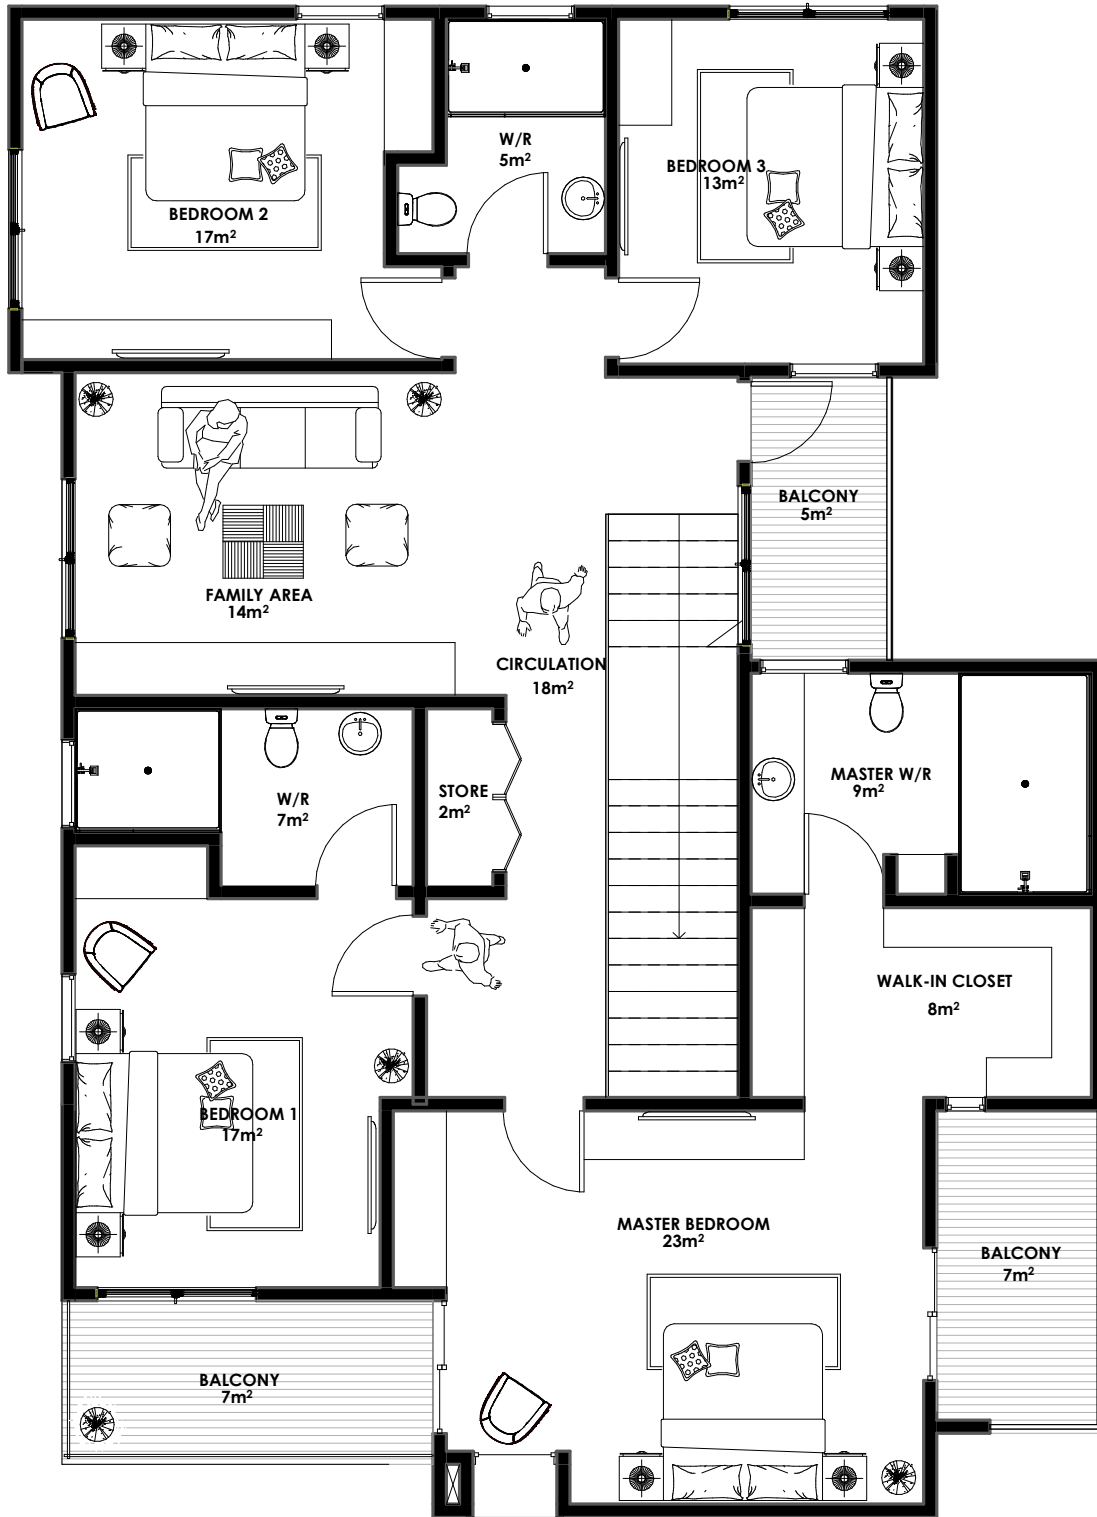 W/R
5m²
BEDROOM 3
13m²
BEDROOM 2
17m²
BALCONY
5m²
FAMILY AREA
14m²
CIRCULATION
18m²
MASTER W/R
9m²
STORE
2m²
W/R
7m²
WALK-IN CLOSET
8m²
BEDROOM 1
17m²
MASTER BEDROOM
23m²
BALCONY
7m²
BALCONY
7m²